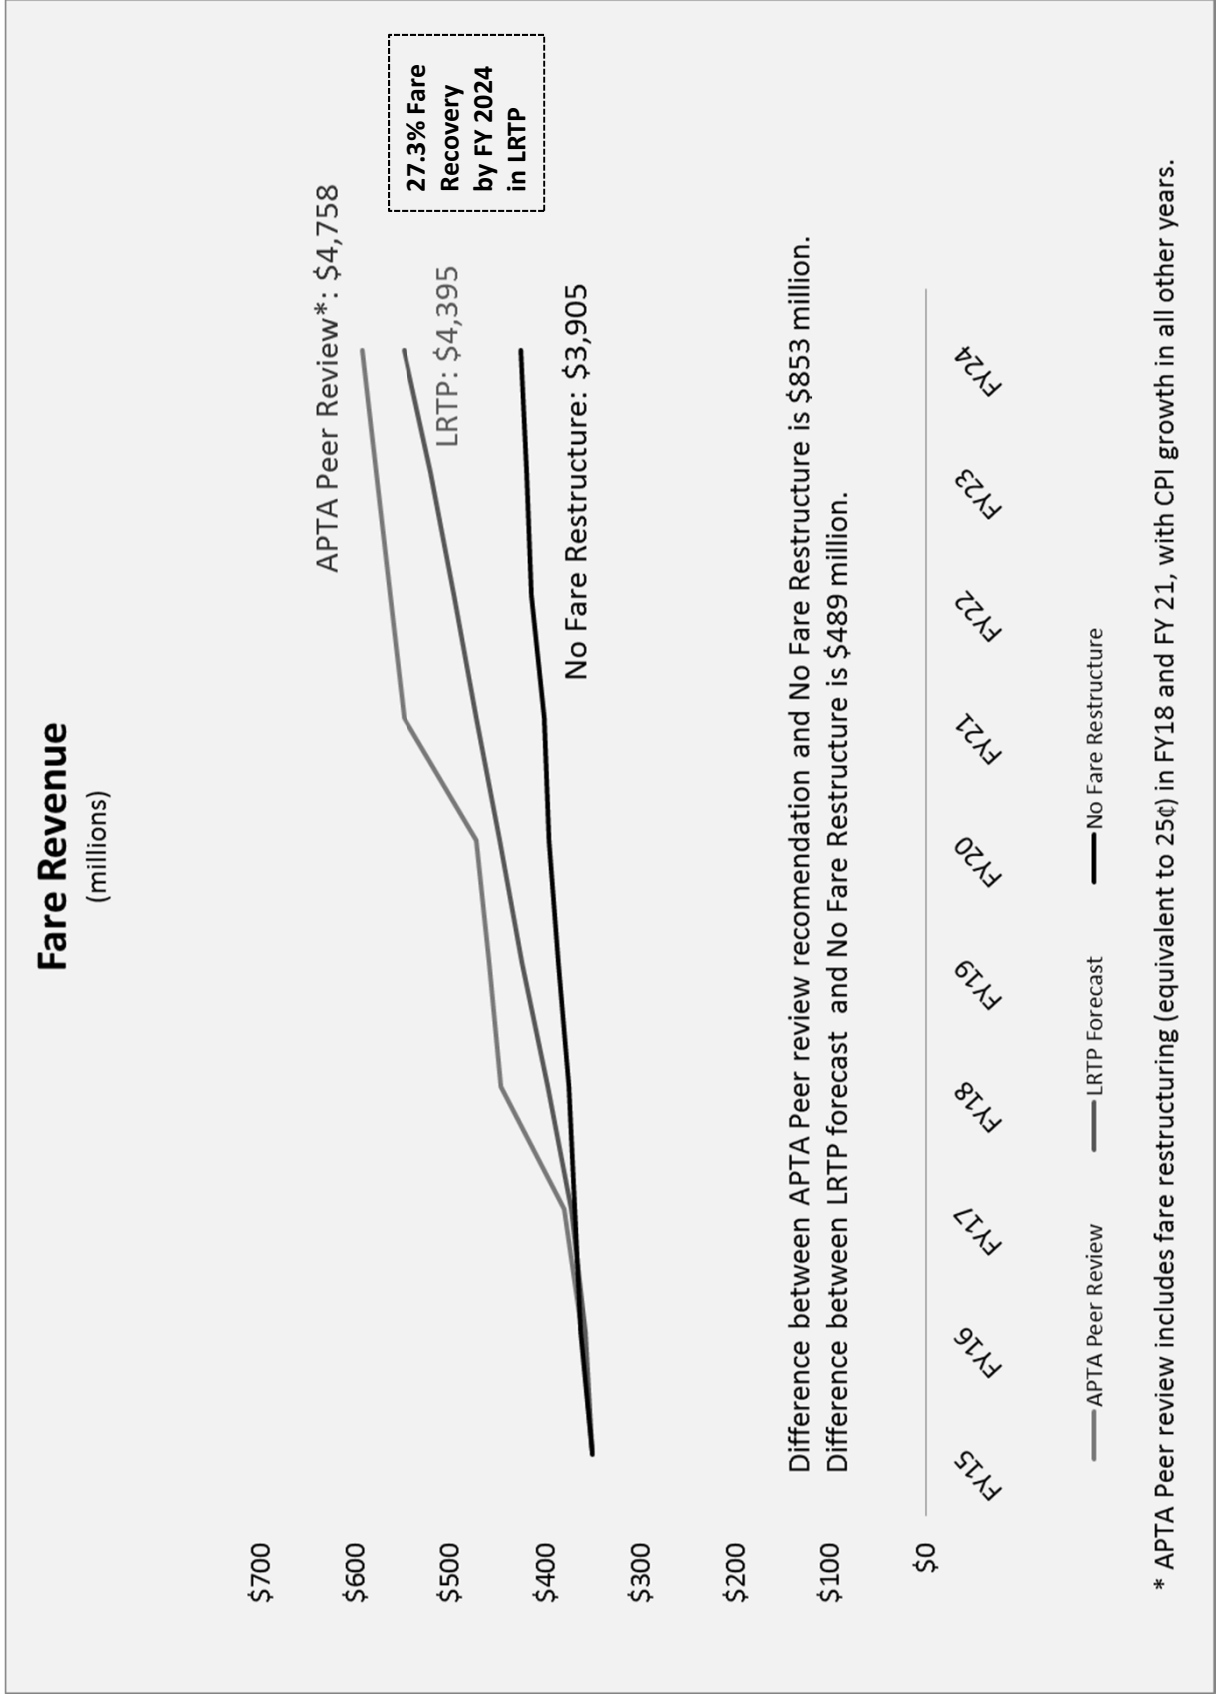 Fare Revenue
(millions)
$700
$600
$500
$400
$300
$200
$100
$0
APTA Peer Review*: $4,758
27.3% Fare
Recovery
by FY 2024
in LRTP
LRTP: $4,395
No Fare Restructure: $3,905
Difference between APTA Peer review recomendation and No Fare Restructure is $853 million.
Difference between LRTP forecast and No Fare Restructure is $489 million.
FY15 FY16 FY17 FY18 FY19 FY20 FY21 FY22 FY23 FY24
APTA Peer Review LRTP Forecast No Fare Restructure
* APTA Peer review includes fare restructuring (equivalent to 25¢) in FY18 and FY 21, with CPI growth in all other years.